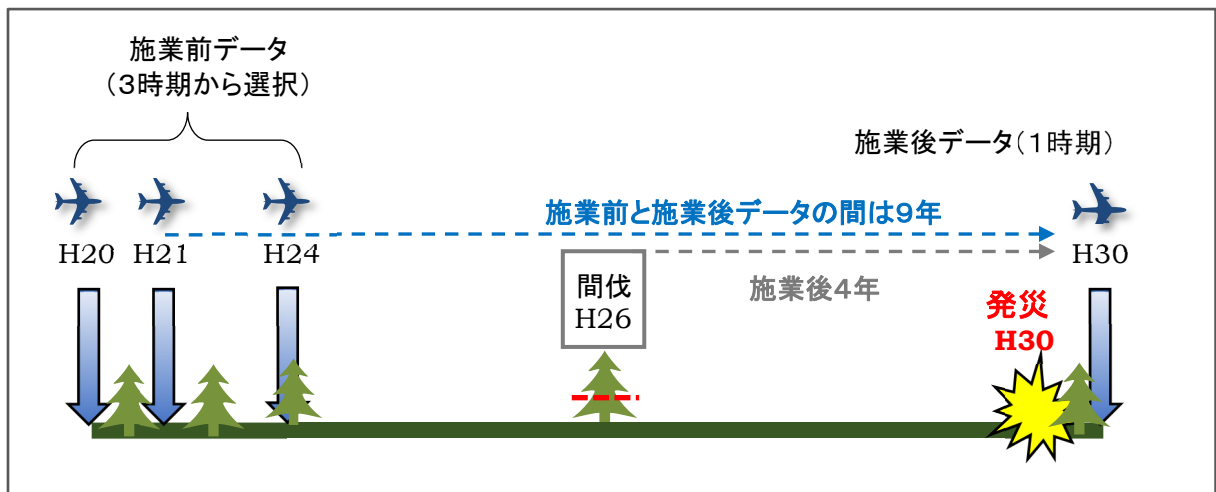 施業前データ
（3時期から選択）
施業後データ（1時期）
施業前と施業後データの間は9年
H20
H21
H24
H30
間伐
H26
施業後4年
発災
H30